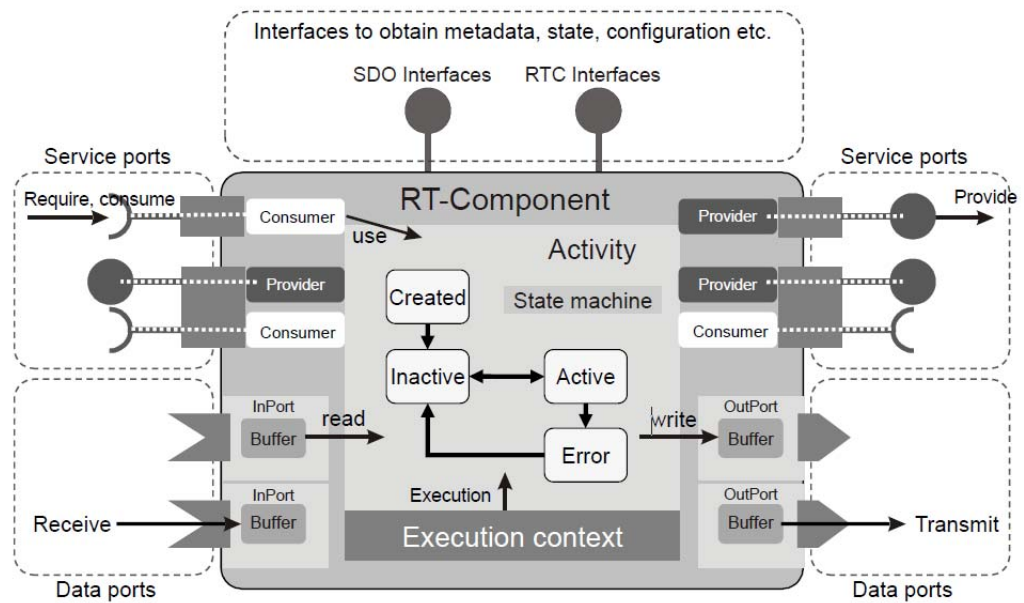 Interfaces to obtain metadata, state, configuration etc.
SDO Interfaces
RTC Interfaces
Service ports
Service ports
Require, consume
Consumer
use
RT-Component
Provider
Provide
Activity
Provider
Consumer
Created
State machine
Provider
Consumer
Inactive
Active
InPort
Buffer
read
write
OutPort
Buffer
Error
Execution
InPort
Receive
Buffer
OutPort
Buffer
Transmit
Execution context
Data ports
Data ports